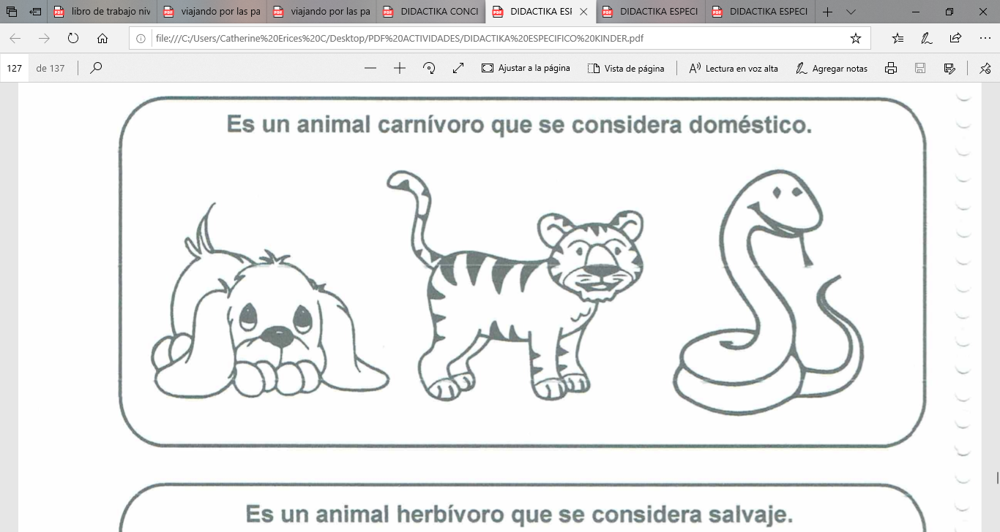 libro de trabajo niv
viajando por las pa
viajando por las pa
DIDACTIKA CONCI
DIDACTIKA ESF
DIDACTIKA ESPECI
DIDACTIKA ESPECI
file:///C:/Users/Catherine%20Erices%20C/Desktop/PDF%20ACTIVIDADES/DIDACTIKA%20ESPECIFICO%20KINDER.pdf
127 de 137
Ajustar a la página
Vista de página
Lectura en voz alta
Agregar notas
Es un animal carnívoro que se considera doméstico.
Es un animal herbívoro que se considera salvaje.